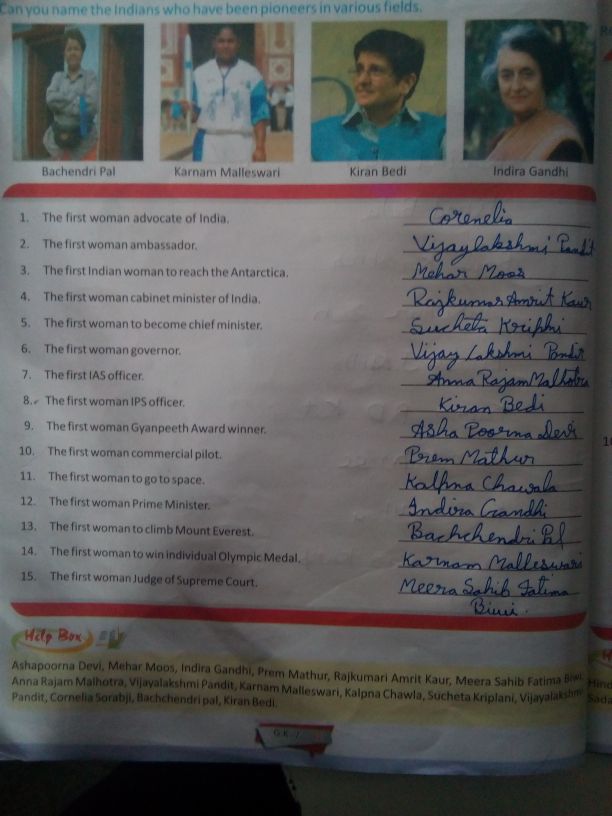 Can you name the Indians who have been pioneers in various fields.
Bachendri Pal Karnam Malleswari Kiran Bedi Indira Gandhi
1. The first woman advocate of India. Corenelia
2. The first woman ambassador. Vijaylakshmi Pandit
3. The first Indian woman to reach the Antarctica. Mehar Moos
4. The first woman cabinet minister of India. Rajkumar Amrit Kaur
5. The first woman to become chief minister. Sucheta Kriplni
6. The first woman governor. Vijay Lakshmi Pandit
7. The first IAS officer. Anna Rajam Malhotra
8. The first woman IPS officer. Kiran Bedi
9. The first woman Gyanpeeth Award winner. Asha Poorna Devi
10. The first woman commercial pilot. Prem Mathur
11. The first woman to go to space. Kalpna Chawala
12. The first woman Prime Minister. Indira Gandhi
13. The first woman to climb Mount Everest. Bachchendri Pal
14. The first woman to win individual Olympic Medal. Karnam Malleswari
15. The first woman Judge of Supreme Court. Meera Sahib Fatima
Biwi.
Help Box
Ashapoorna Devi, Mehar Moos, Indira Gandhi, Prem Mathur, Rajkumari Amrit Kaur, Meera Sahib Fatima Biwi,
Anna Rajam Malhotra, Vijayalakshmi Pandit, Karnam Malleswari, Kalpna Chawla, Sucheta Kriplani, Vijayalakshmi
Pandit, Cornelia Sorabji, Bachchendri pal, Kiran Bedi.
G.K.-7